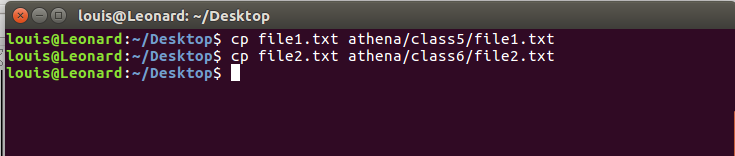 louis@Leonard: ~/Desktop
louis@Leonard:~/Desktop$ cp file1.txt athena/class5/file1.txt
louis@Leonard:~/Desktop$ cp file2.txt athena/class6/file2.txt
louis@Leonard:~/Desktop$